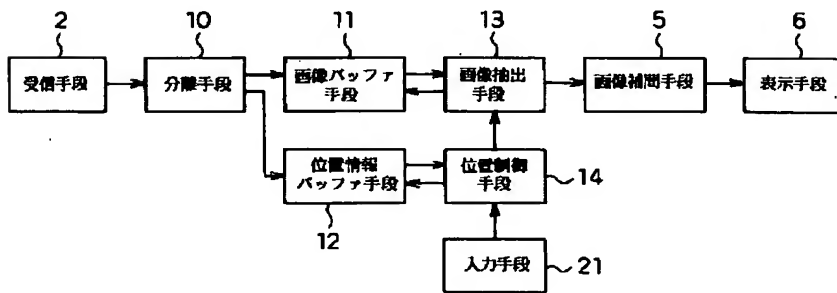 2
10
11
13
5
6
受信手段
分離手段
画像バッファ
手段
画像抽出
手段
画像補間手段
表示手段
位置情報
バッファ手段
位置制御
手段
14
12
入力手段
21